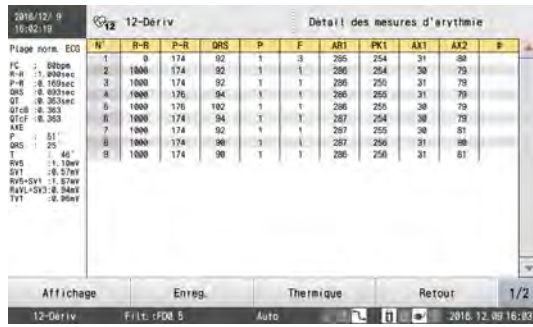 2016/12/ 9
16:02:19
12-Dériv
Détail des mesures d'arythmie
Plage norm. ECG
FC : 60bpm
R-R :1.000sec
P-R :0.169sec
QRS :0.093sec
QT :0.363sec
QTcB :0.363
QTcF :0.363
AXE
P : 51°
QRS : 25°
T : 46°
RV5 :1.10mV
SV1 :0.57mV
RV5+SV1 :1.67mV
RaVL+SV3:0.94mV
TV1 :0.06mV
N° R-R P-R QRS P F AR1 PK1 AX1 AX2 #
1 0 174 92 1 3 285 254 31 80
2 1000 174 92 1 1 286 254 30 79
3 1000 174 92 1 1 286 255 31 79
4 1000 176 94 1 1 286 255 31 79
5 1000 176 102 1 1 286 255 30 79
6 1000 174 94 1 1 287 254 30 79
7 1000 174 92 1 1 287 255 30 81
8 1000 174 90 1 1 287 256 31 80
9 1000 174 90 1 1 286 256 31 81
Affichage
Enreg.
Thermique
Retour
1/2
12-Dériv
Filt.:FD0.5
Auto
2016.12.09 16:03